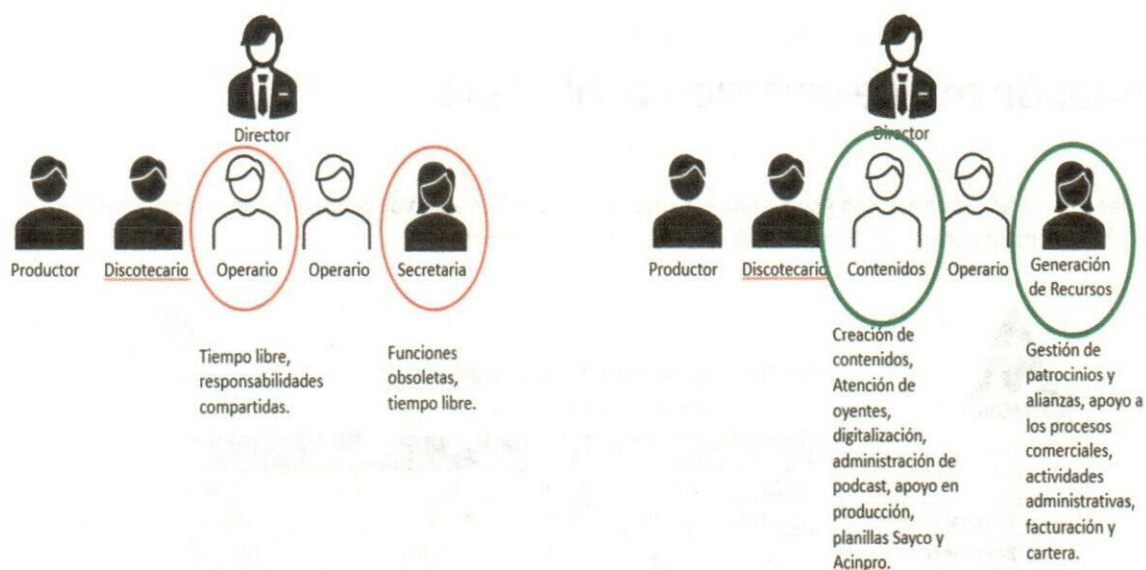 Director
Productor
Discotecario
Operario
Operario
Secretaria
Tiempo libre,
responsabilidades
compartidas.
Funciones
obsoletas,
tiempo libre.
Director
Productor
Discotecario
Contenidos
Operario
Generación
de Recursos
Creación de
contenidos,
Atención de
oyentes,
digitalización,
administración de
podcast, apoyo en
producción,
planillas Sayco y
Acinpro.
Gestión de
patrocinios y
alianzas, apoyo a
los procesos
comerciales,
actividades
administrativas,
facturación y
cartera.